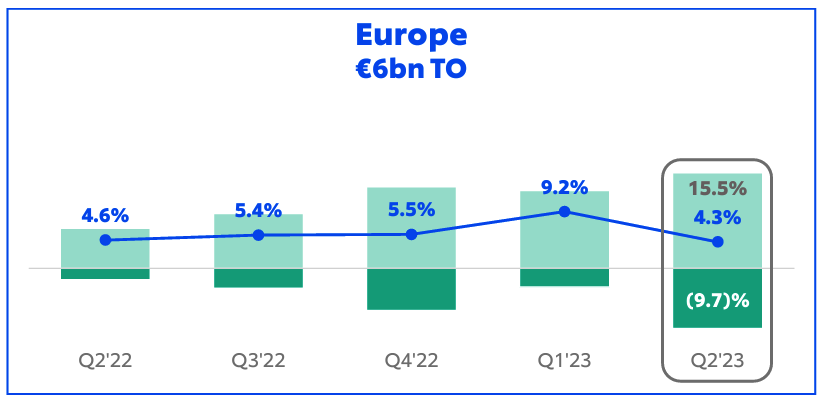 Europe
€6bn TO
4.6%
5.4%
5.5%
9.2%
15.5%
4.3%
(9.7)%
Q2'22
Q3'22
Q4'22
Q1'23
Q2'23